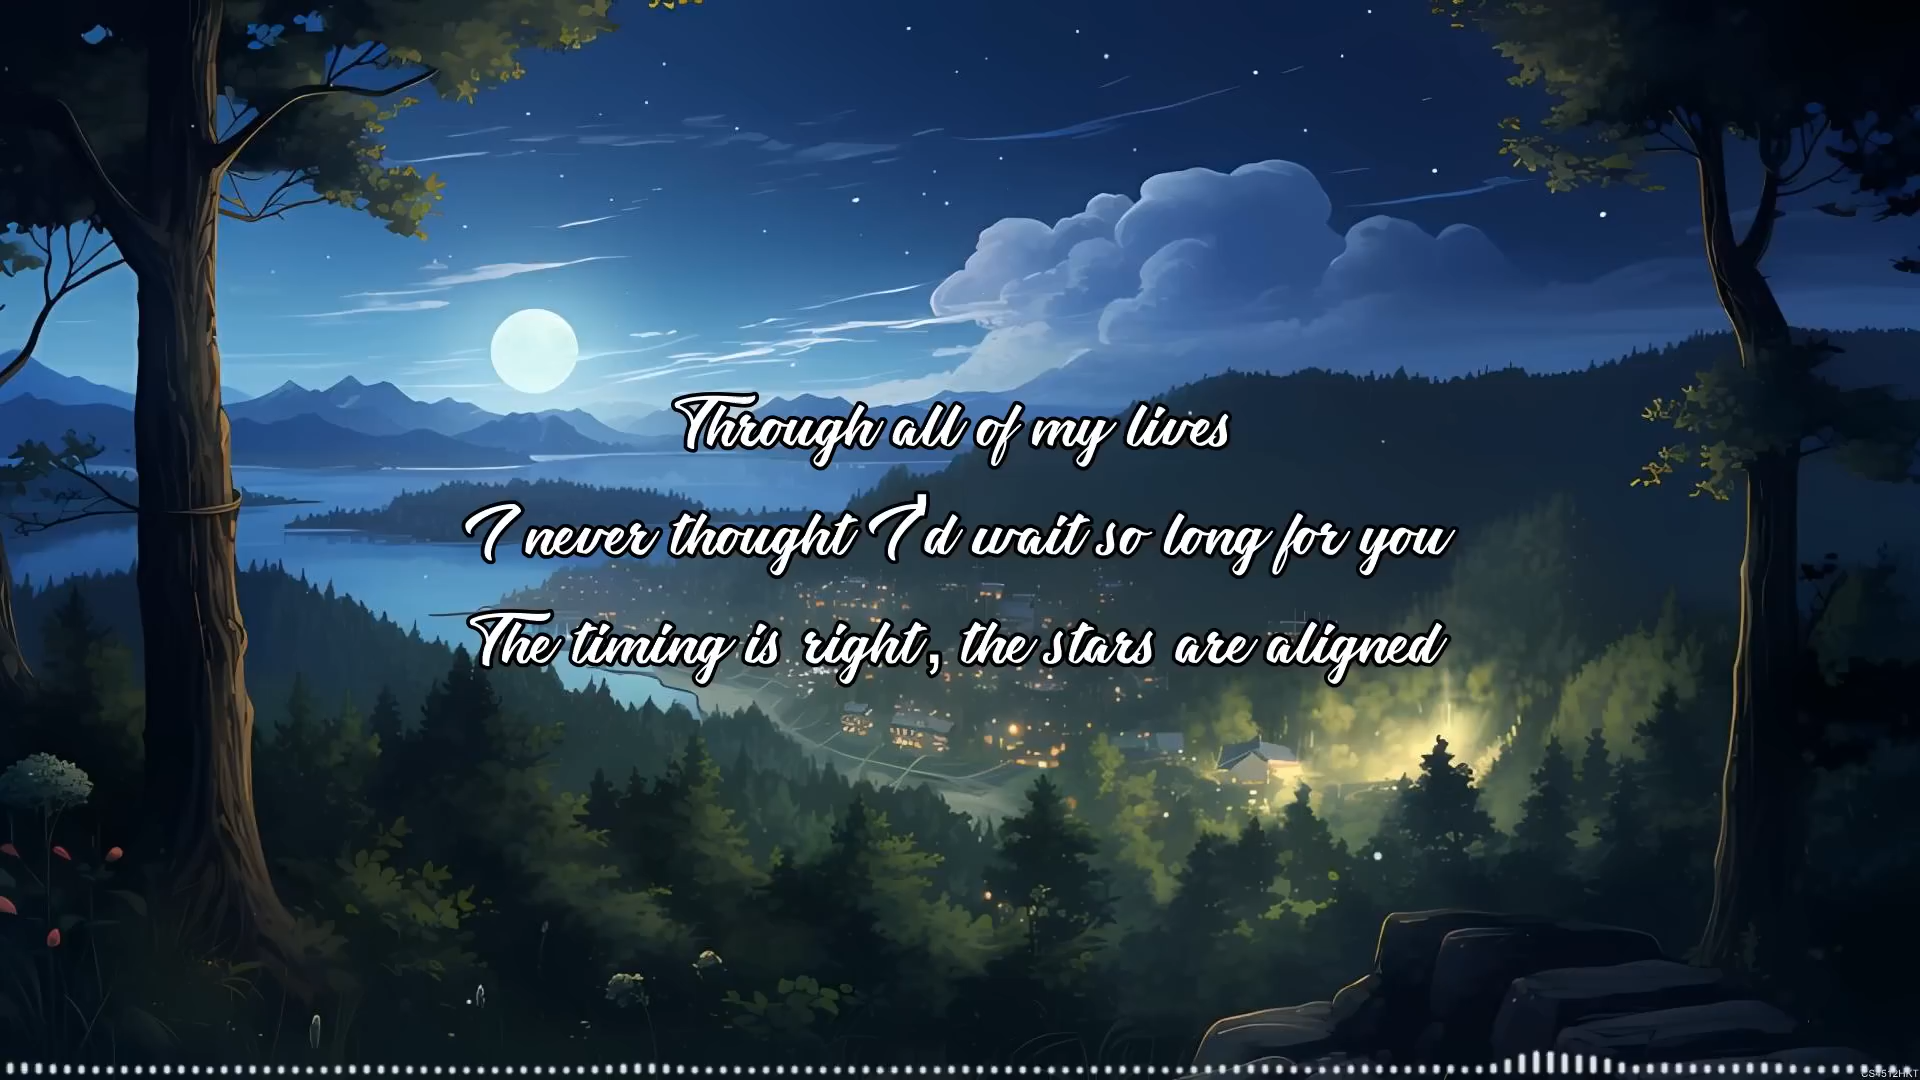 Through all of my lives
I never thought I'd wait so long for you
The timing is right, the stars are aligned
CS4512HKT